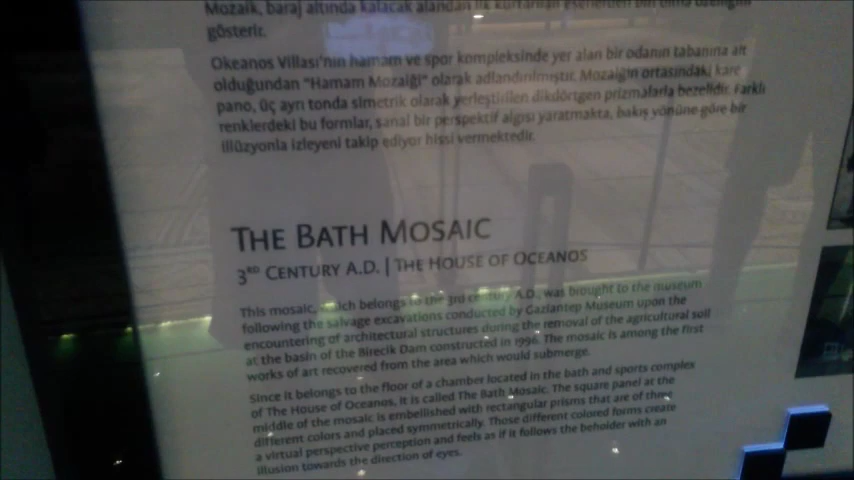 Mozaik, baraj altında kalacak alandan ilk kurtarılan eserlerden biri olma özelliğini
gösterir.
Okeanos Villası'nın hamam ve spor kompleksinde yer alan bir odanın tabanına ait
olduğundan "Hamam Mozaiği" olarak adlandırılmıştır. Mozaiğin ortasındaki kare
pano, üç ayrı tonda simetrik olarak yerleştirilen dikdörtgen prizmalarla bezelidir. Farklı
renklerdeki bu formlar, sanal bir perspektif algısı yaratmakta, bakış yönüne göre bir
illüzyonla izleyeni takip ediyor hissi vermektedir.
THE BATH MOSAIC
3RD CENTURY A.D. | THE HOUSE OF OCEANOS
This mosaic, which belongs to the 3rd century A.D., was brought to the museum
following the salvage excavations conducted by Gaziantep Museum upon the
encountering of architectural structures during the removal of the agricultural soil
at the basin of the Birecik Dam constructed in 1996. The mosaic is among the first
works of art recovered from the area which would submerge.
Since it belongs to the floor of a chamber located in the bath and sports complex
of The House of Oceanos, it is called The Bath Mosaic. The square panel at the
middle of the mosaic is embellished with rectangular prisms that are of three
different colors and placed symmetrically. Those different colored forms create
a virtual perspective perception and feels as if it follows the beholder with an
illusion towards the direction of eyes.